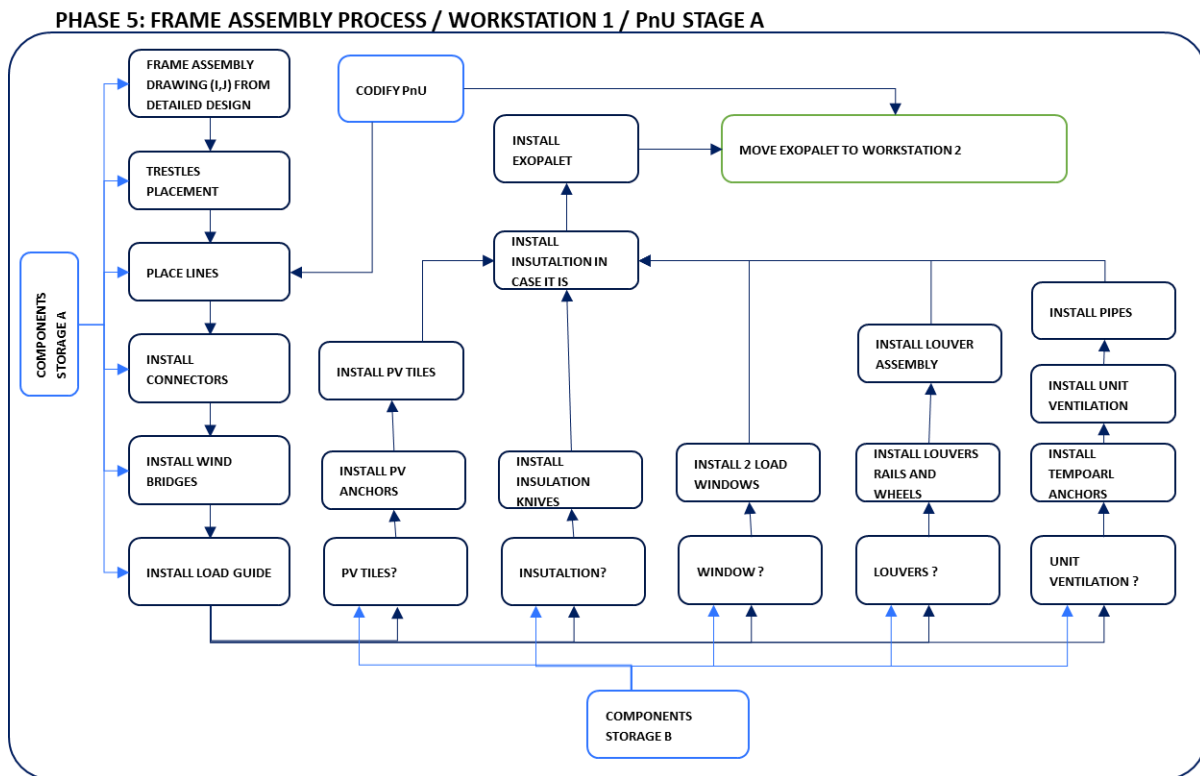 PHASE 5: FRAME ASSEMBLY PROCESS / WORKSTATION 1 / PnU STAGE A
FRAME ASSEMBLY
DRAWING (I,J) FROM
DETAILED DESIGN
CODIFY PnU
INSTALL
EXOPALET
MOVE EXOPALET TO WORKSTATION 2
TRESTLES
PLACEMENT
PLACE LINES
INSTALL
INSUTALTION IN
CASE IT IS
COMPONENTS
STORAGE A
INSTALL
CONNECTORS
INSTALL PV TILES
INSTALL LOUVER
ASSEMBLY
INSTALL PIPES
INSTALL UNIT
VENTILATION
INSTALL WIND
BRIDGES
INSTALL PV
ANCHORS
INSTALL
INSULATION
KNIVES
INSTALL 2 LOAD
WINDOWS
INSTALL LOUVERS
RAILS AND
WHEELS
INSTALL
TEMPOARL
ANCHORS
INSTALL LOAD GUIDE
PV TILES?
INSUTALTION?
WINDOW ?
LOUVERS ?
UNIT
VENTILATION ?
COMPONENTS
STORAGE B